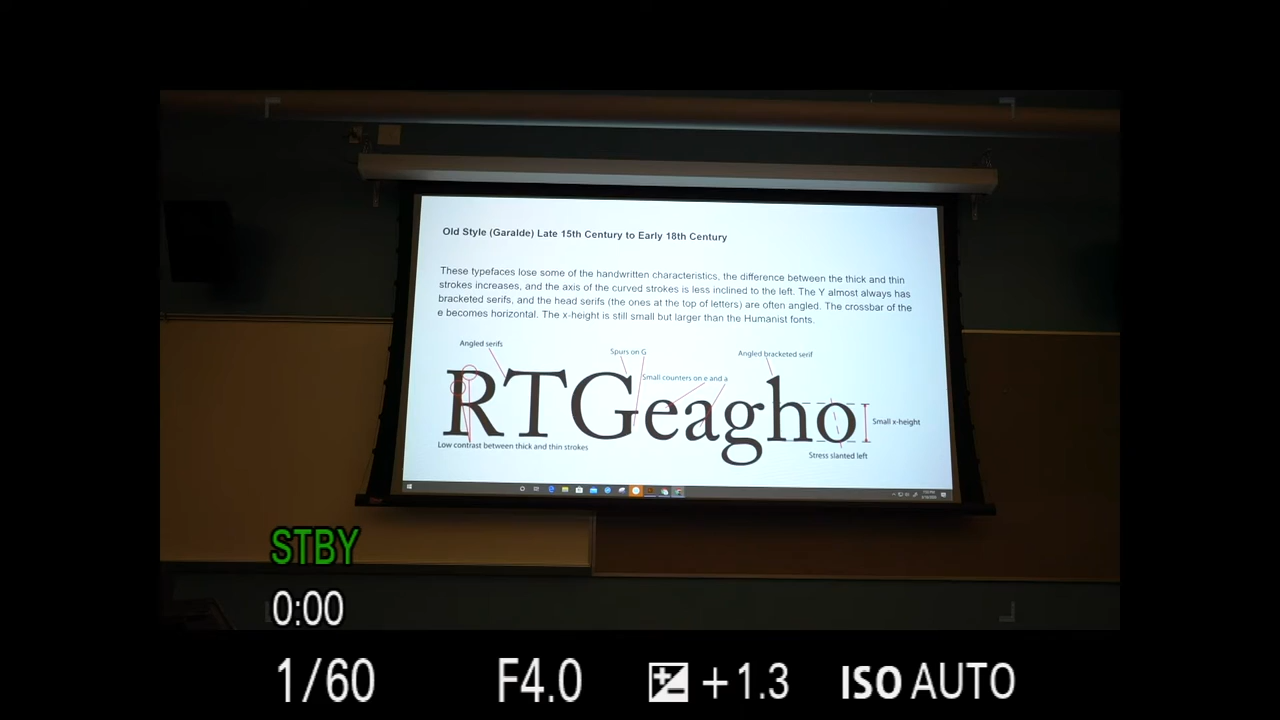 Old Style (Garalde) Late 15th Century to Early 18th Century
These typefaces lose some of the handwritten characteristics, the difference between the thick and thin
strokes increases, and the axis of the curved strokes is less inclined to the left. The Y almost always has
bracketed serifs, and the head serifs (the ones at the top of letters) are often angled. The crossbar of the
e becomes horizontal. The x-height is still small but larger than the Humanist fonts.
Angled serifs
Spurs on G
Angled bracketed serif
Small counters on e and a
RTGeagho
Small x-height
Low contrast between thick and thin strokes
Stress slanted left
STBY
0:00
1/60 F4.0 +1.3 ISO AUTO